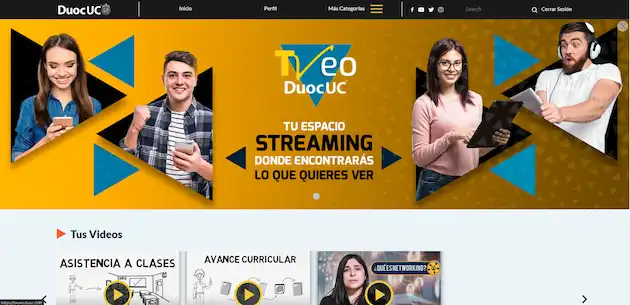 DuocUC
Inicio
Perfil
Más Categorías
Search
Cerrar Sesión
TVeo
DuocUC
TU ESPACIO
STREAMING
DONDE ENCONTRARÁS
LO QUE QUIERES VER
Tus Videos
ASISTENCIA A CLASES
AVANCE CURRICULAR
¿QUÉ ES NETWORKING?